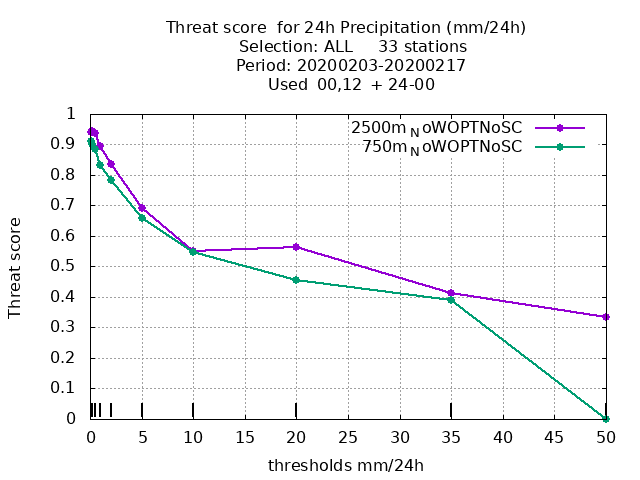 Threat score  for 24h Precipitation (mm/24h)
Selection: ALL     33 stations
Period: 20200203-20200217
Used  00,12  + 24-00
2500m_NoWOPTNoSC
750m_NoWOPTNoSC
1
0.9
0.8
0.7
0.6
0.5
0.4
0.3
0.2
0.1
0
Threat score
0 5 10 15 20 25 30 35 40 45 50
thresholds mm/24h